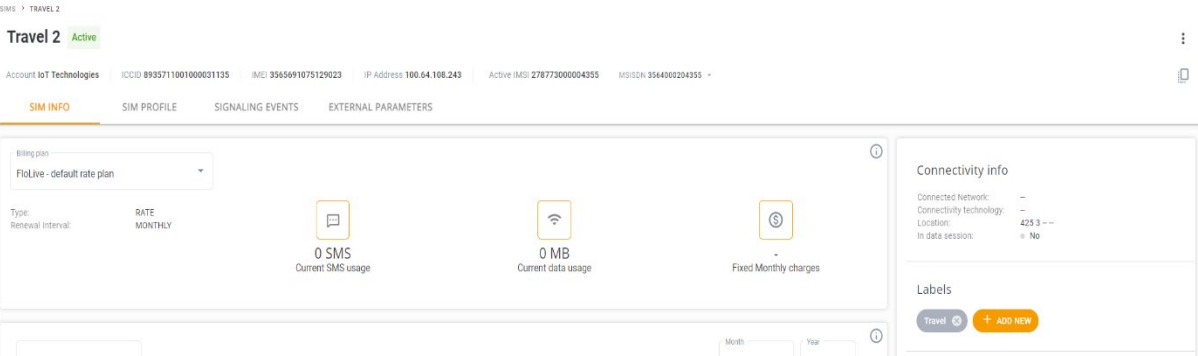 SIMS > TRAVEL 2
Travel 2 Active
Account IoT Technologies ICCID 8935711001000031135 IMEI 3565691075129023 IP Address 100.64.108.243 Active IMSI 278773000004355 MSISDN 3564000204355
SIM INFO SIM PROFILE SIGNALING EVENTS EXTERNAL PARAMETERS
Billing plan
FloLive - default rate plan
Type: RATE
Renewal Interval: MONTHLY
0 SMS
Current SMS usage
0 MB
Current data usage
-
Fixed Monthly charges
Connectivity info
Connected Network: --
Connectivity technology: --
Location: 425 3 -- --
In data session: No
Labels
Travel
+ ADD NEW
Month Year